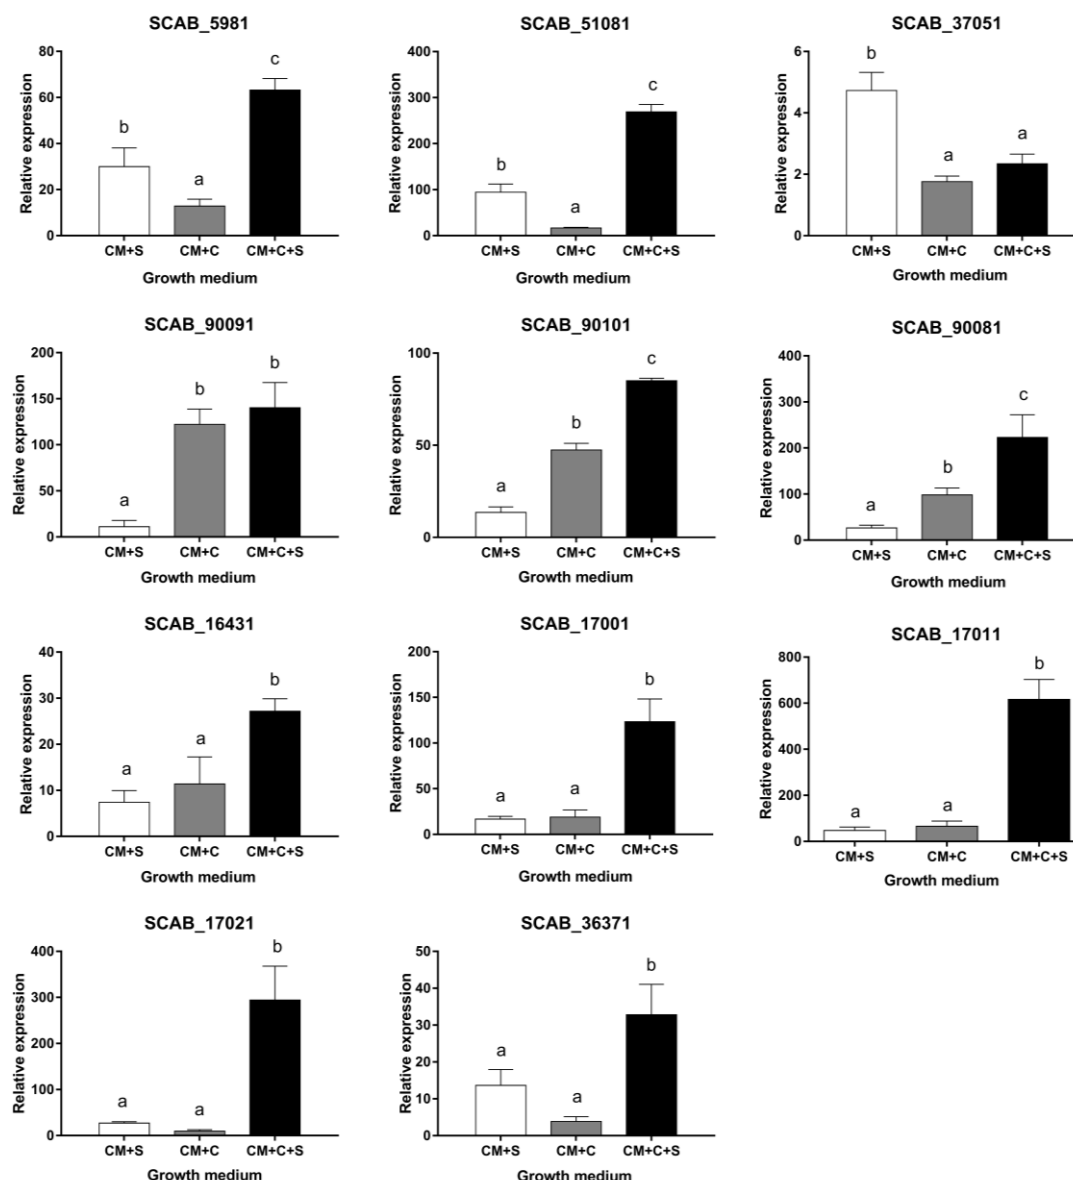 SCAB_5981
80
60
40
20
0
Relative expression
b
a
c
CM+S CM+C CM+C+S
Growth medium
SCAB_51081
400
300
200
100
0
Relative expression
b
a
c
CM+S CM+C CM+C+S
Growth medium
SCAB_37051
6
4
2
0
Relative expression
b
a
a
CM+S CM+C CM+C+S
Growth medium
SCAB_90091
200
150
100
50
0
Relative expression
a
b
b
CM+S CM+C CM+C+S
Growth medium
SCAB_90101
100
50
0
Relative expression
a
b
c
CM+S CM+C CM+C+S
Growth medium
SCAB_90081
400
300
200
100
0
Relative expression
a
b
c
CM+S CM+C CM+C+S
Growth medium
SCAB_16431
40
30
20
10
0
Relative expression
a
a
b
CM+S CM+C CM+C+S
Growth medium
SCAB_17001
200
150
100
50
0
Relative expression
a
a
b
CM+S CM+C CM+C+S
Growth medium
SCAB_17011
800
600
400
200
0
Relative expression
a
a
b
CM+S CM+C CM+C+S
Growth medium
SCAB_17021
400
300
200
100
0
Relative expression
a
a
b
CM+S CM+C CM+C+S
Growth medium
SCAB_36371
50
40
30
20
10
0
Relative expression
a
a
b
CM+S CM+C CM+C+S
Growth medium